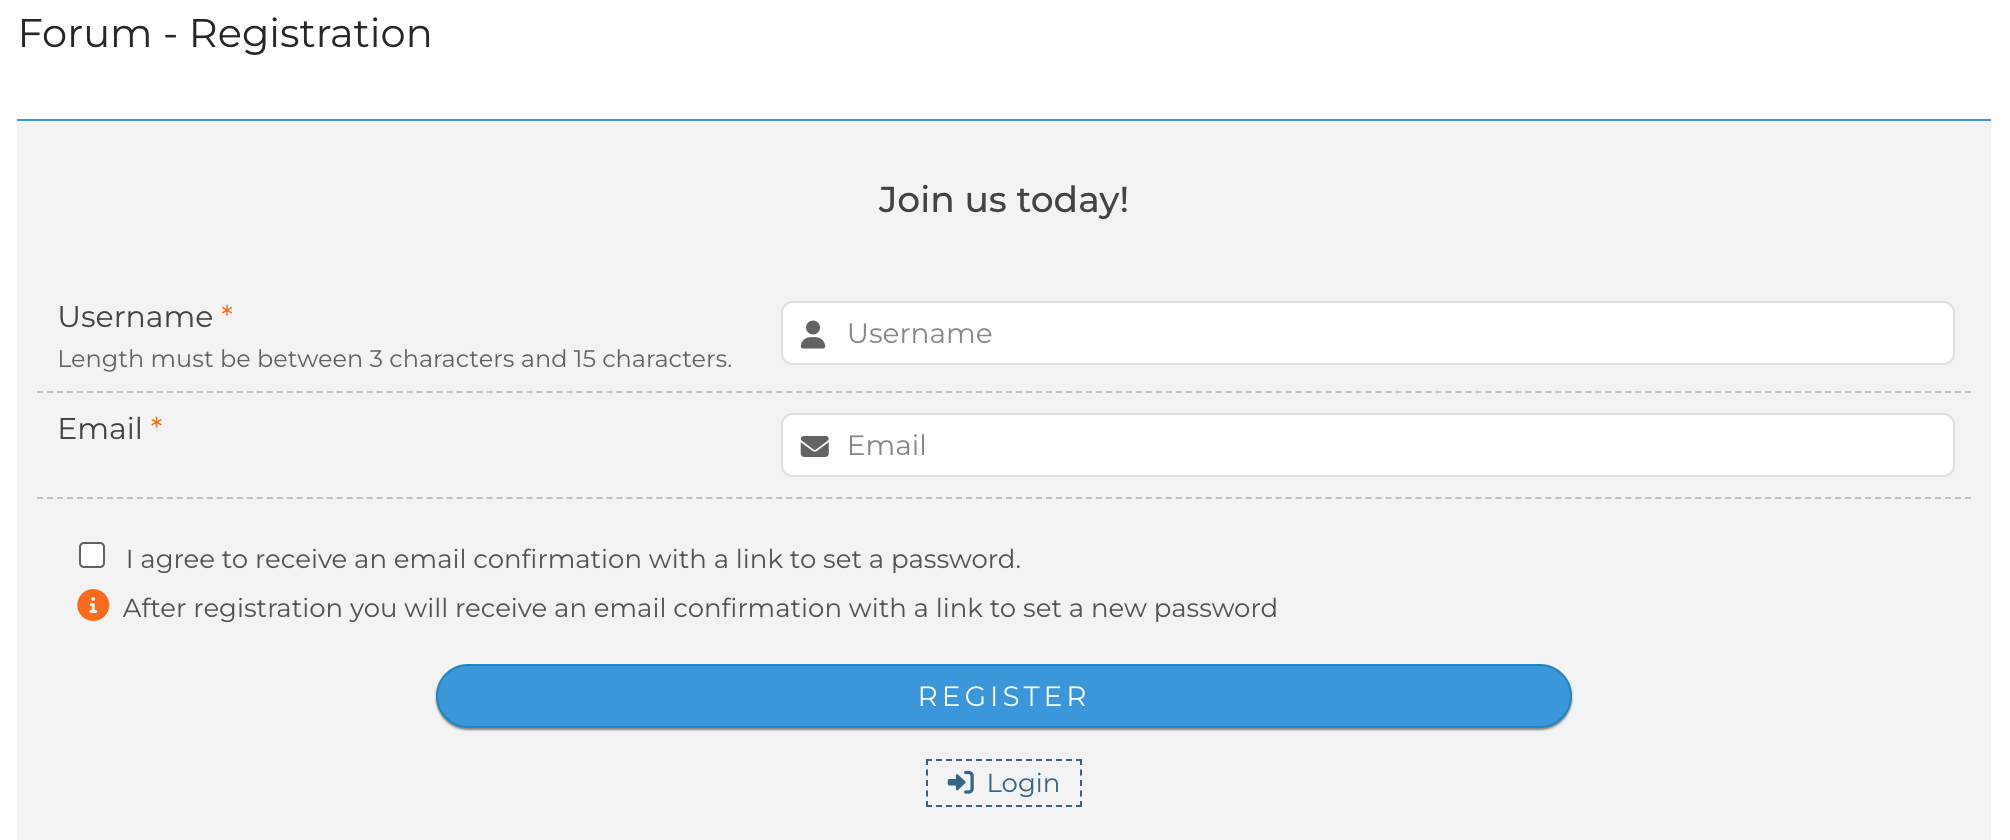 Forum - Registration
Join us today!
Username *
Length must be between 3 characters and 15 characters.
Username
Email *
Email
I agree to receive an email confirmation with a link to set a password.
After registration you will receive an email confirmation with a link to set a new password
REGISTER
Login